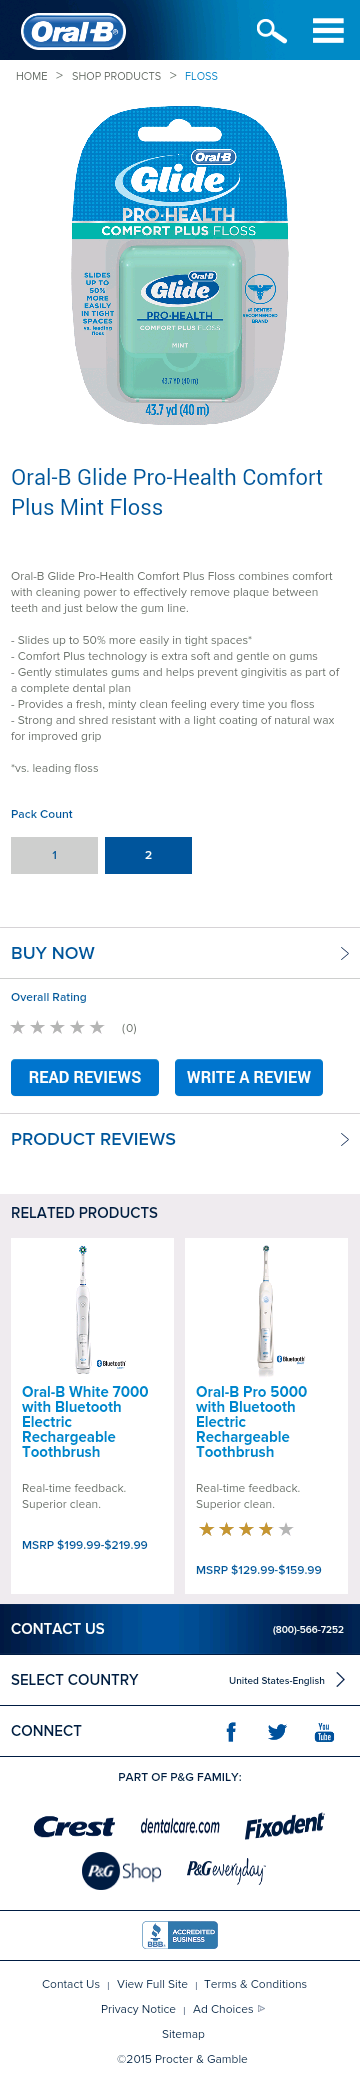 Oral-B
HOME > SHOP PRODUCTS > FLOSS
Oral-B
Glide
PRO-HEALTH
COMFORT PLUS FLOSS
SLIDES
UP TO
50%
MORE
EASILY
IN TIGHT
SPACES
vs. leading
floss
Oral-B
Glide
PRO-HEALTH
COMFORT PLUS FLOSS
MINT
43.7 YD (40 m)
#1 DENTIST
RECOMMENDED
BRAND
43.7 yd (40 m)
Oral-B Glide Pro-Health Comfort
Plus Mint Floss
Oral-B Glide Pro-Health Comfort Plus Floss combines comfort
with cleaning power to effectively remove plaque between
teeth and just below the gum line.
- Slides up to 50% more easily in tight spaces*
- Comfort Plus technology is extra soft and gentle on gums
- Gently stimulates gums and helps prevent gingivitis as part of
a complete dental plan
- Provides a fresh, minty clean feeling every time you floss
- Strong and shred resistant with a light coating of natural wax
for improved grip
*vs. leading floss
Pack Count
1 2
BUY NOW
Overall Rating
(0)
READ REVIEWS WRITE A REVIEW
PRODUCT REVIEWS
RELATED PRODUCTS
Bluetooth
Oral-B White 7000
with Bluetooth
Electric
Rechargeable
Toothbrush
Real-time feedback.
Superior clean.
MSRP $199.99-$219.99
Bluetooth
Oral-B Pro 5000
with Bluetooth
Electric
Rechargeable
Toothbrush
Real-time feedback.
Superior clean.
MSRP $129.99-$159.99
CONTACT US (800)-566-7252
SELECT COUNTRY United States-English
CONNECT f You Tube
PART OF P&G FAMILY:
Crest dentalcare.com Fixodent
P&G Shop P&G everyday
BBB ACCREDITED
BUSINESS
Contact Us | View Full Site | Terms & Conditions
Privacy Notice | Ad Choices
Sitemap
©2015 Procter & Gamble